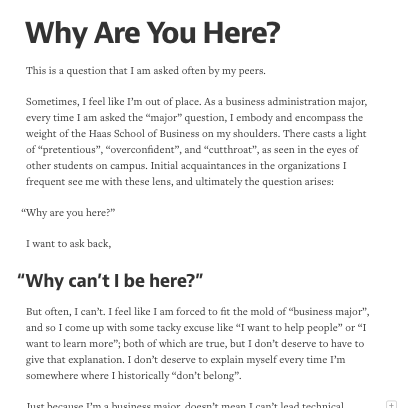 Why Are You Here?
This is a question that I am asked often by my peers.
Sometimes, I feel like I'm out of place. As a business administration major,
every time I am asked the “major” question, I embody and encompass the
weight of the Haas School of Business on my shoulders. There casts a light
of “pretentious”, “overconfident”, and “cutthroat”, as seen in the eyes of
other students on campus. Initial acquaintances in the organizations I
frequent see me with these lens, and ultimately the question arises:
“Why are you here?”
I want to ask back,
“Why can't I be here?”
But often, I can't. I feel like I am forced to fit the mold of “business major”,
and so I come up with some tacky excuse like “I want to help people” or “I
want to learn more”; both of which are true, but I don't deserve to have to
give that explanation. I don't deserve to explain myself every time I'm
somewhere where I historically “don't belong”.
Just because I'm a business major, doesn't mean I can't lead technical